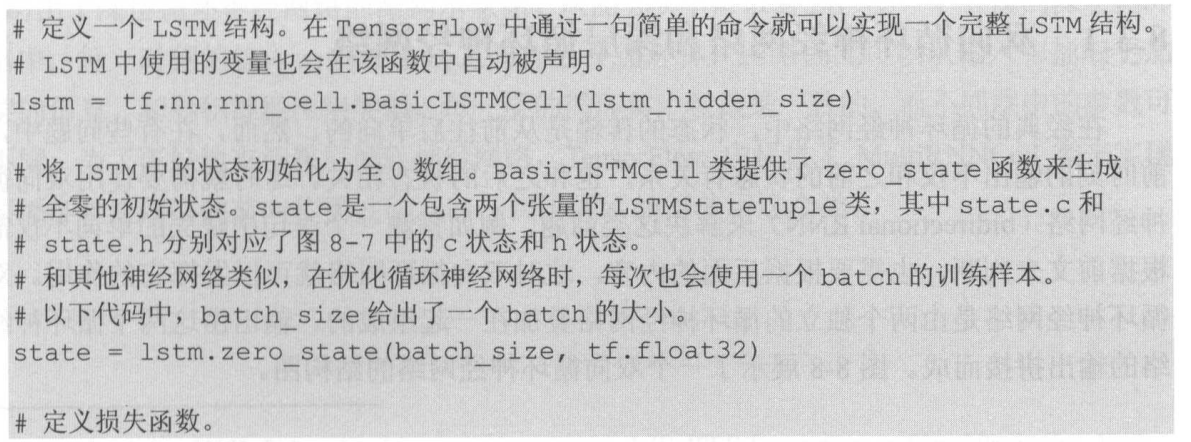 # 定义一个 LSTM 结构。在 TensorFlow 中通过一句简单的命令就可以实现一个完整 LSTM 结构。
# LSTM 中使用的变量也会在该函数中自动被声明。
lstm = tf.nn.rnn_cell.BasicLSTMCell(lstm_hidden_size)
# 将 LSTM 中的状态初始化为全 0 数组。BasicLSTMCell 类提供了 zero_state 函数来生成
# 全零的初始状态。state 是一个包含两个张量的 LSTMStateTuple 类，其中 state.c 和
# state.h 分别对应了图 8-7 中的 c 状态和 h 状态。
# 和其他神经网络类似，在优化循环神经网络时，每次也会使用一个 batch 的训练样本。
# 以下代码中，batch_size 给出了一个 batch 的大小。
state = lstm.zero_state(batch_size, tf.float32)
# 定义损失函数。